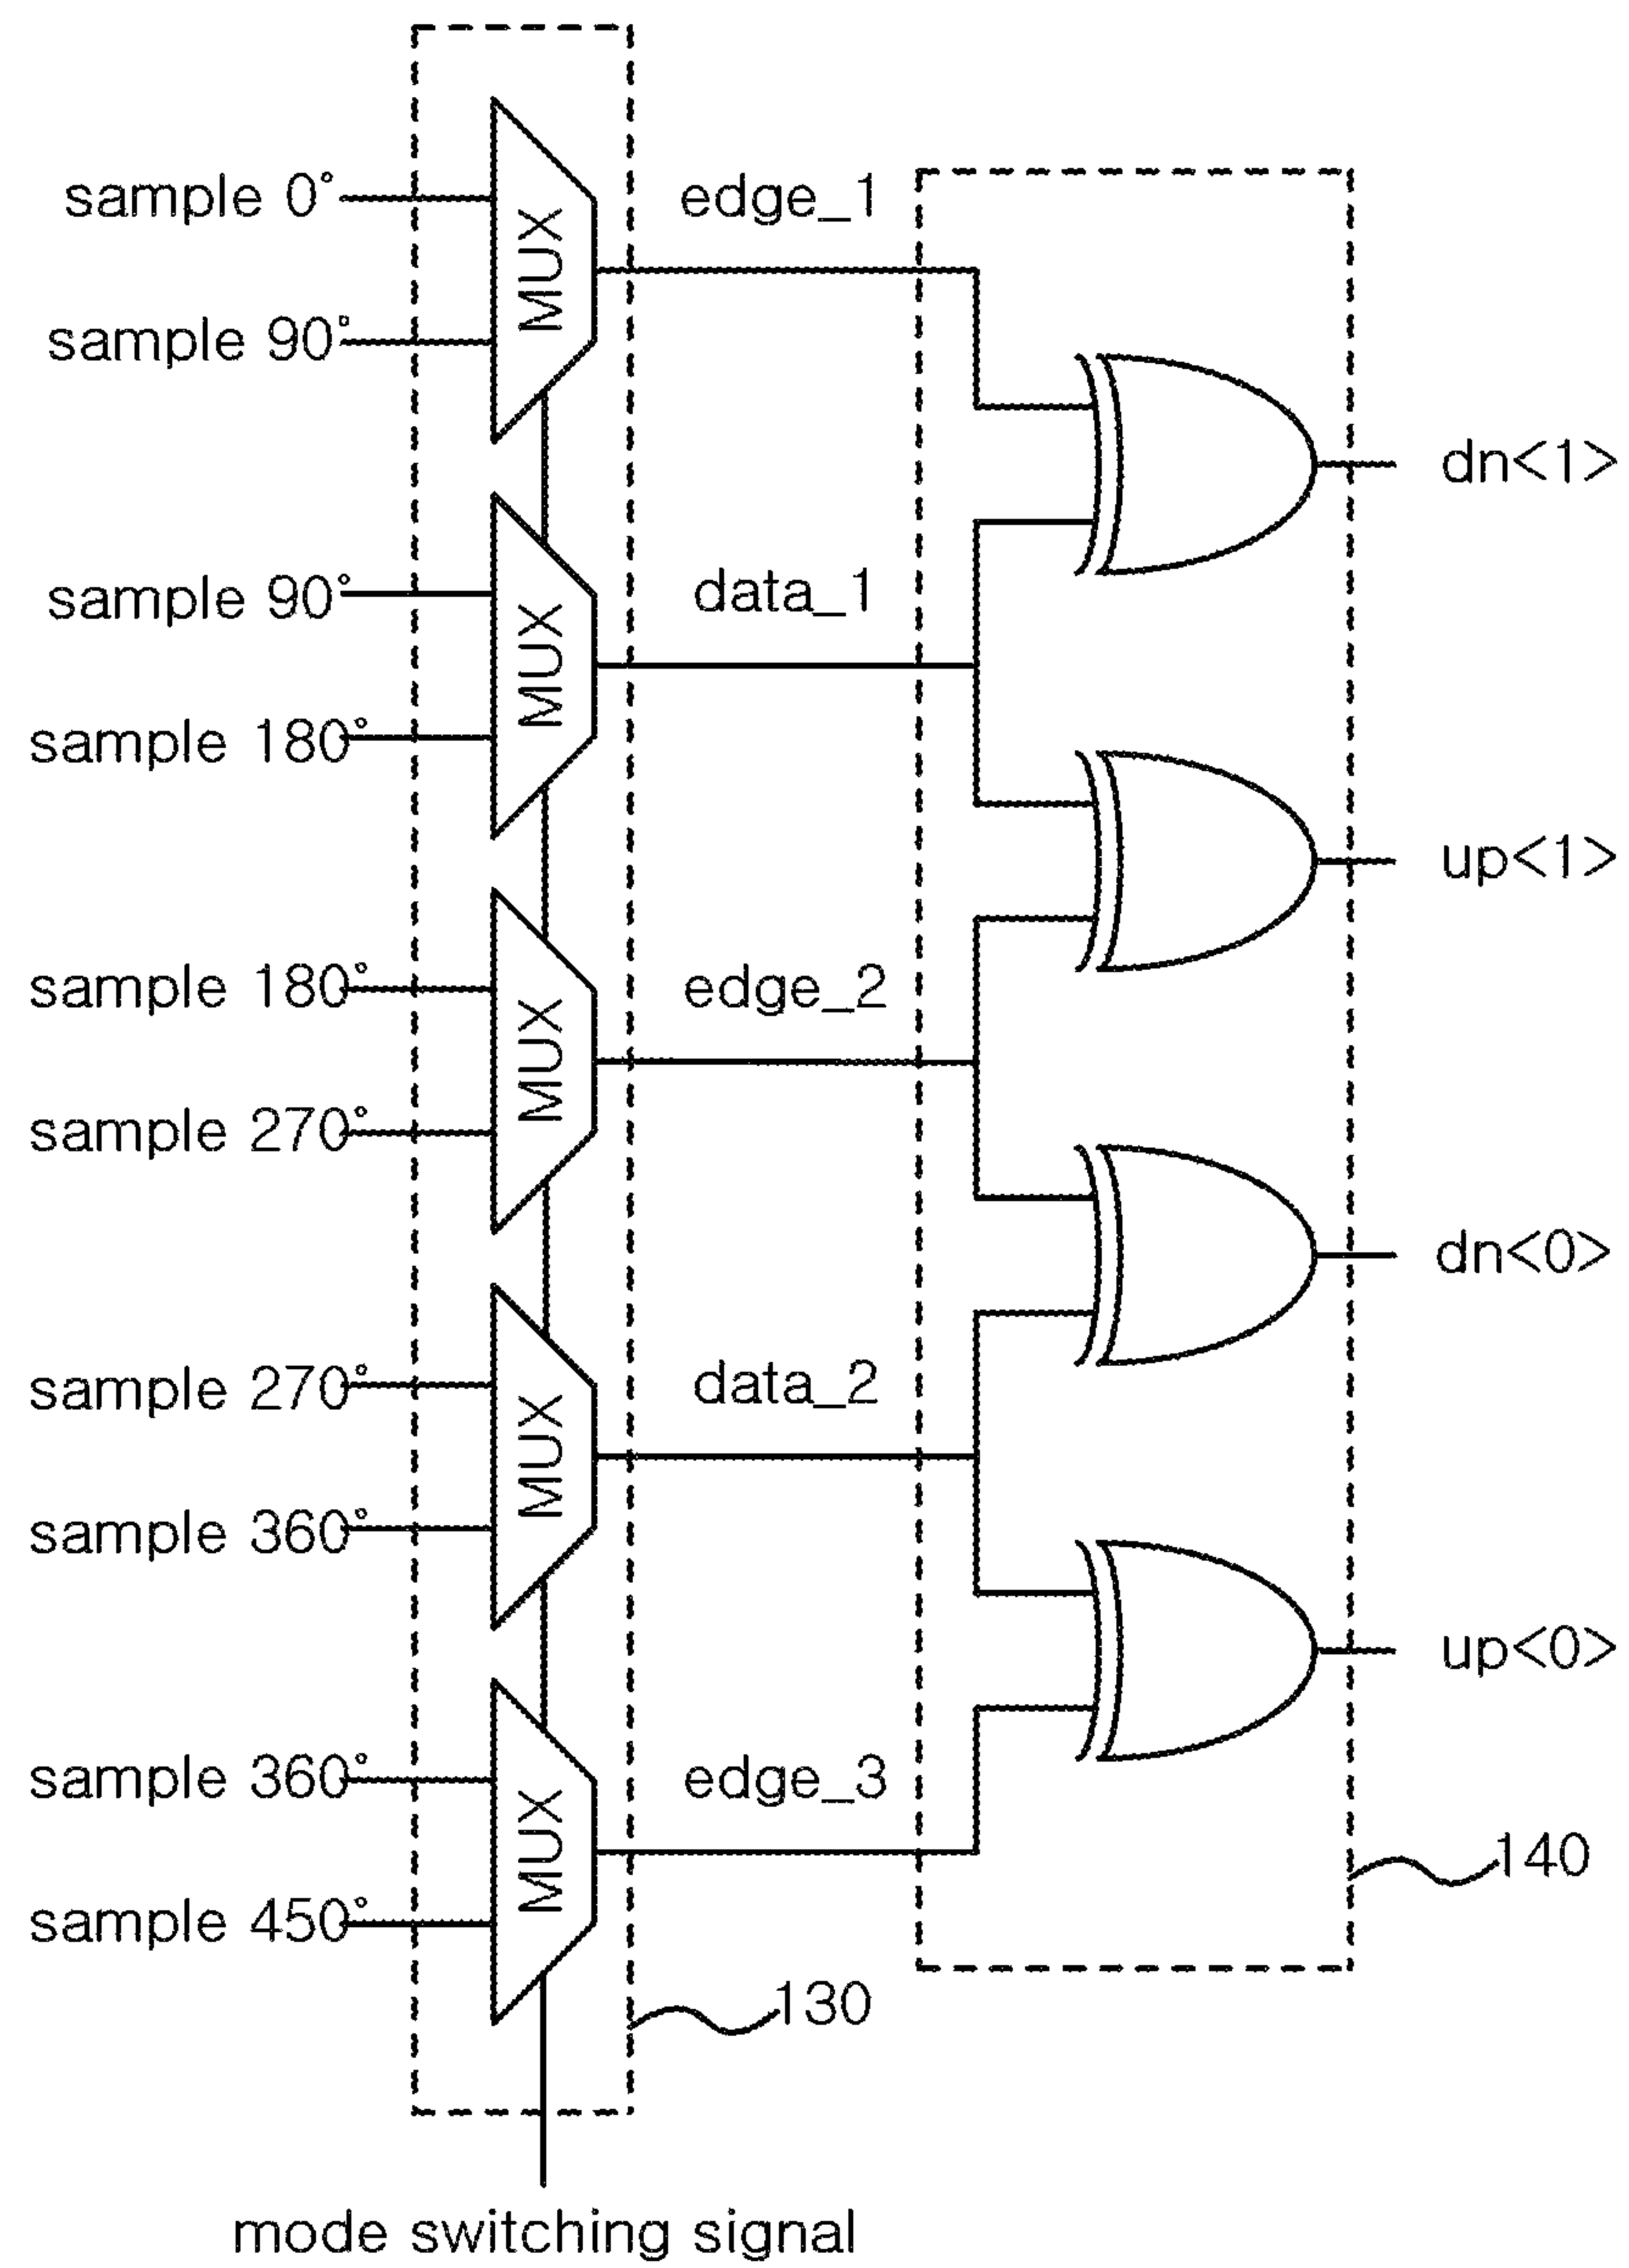 sample 0°
sample 90°
MUX
edge_1
dn<1>
sample 90°
sample 180°
MUX
data_1
up<1>
sample 180°
sample 270°
MUX
edge_2
dn<0>
sample 270°
sample 360°
MUX
data_2
up<0>
sample 360°
sample 450°
MUX
edge_3
140
130
mode switching signal